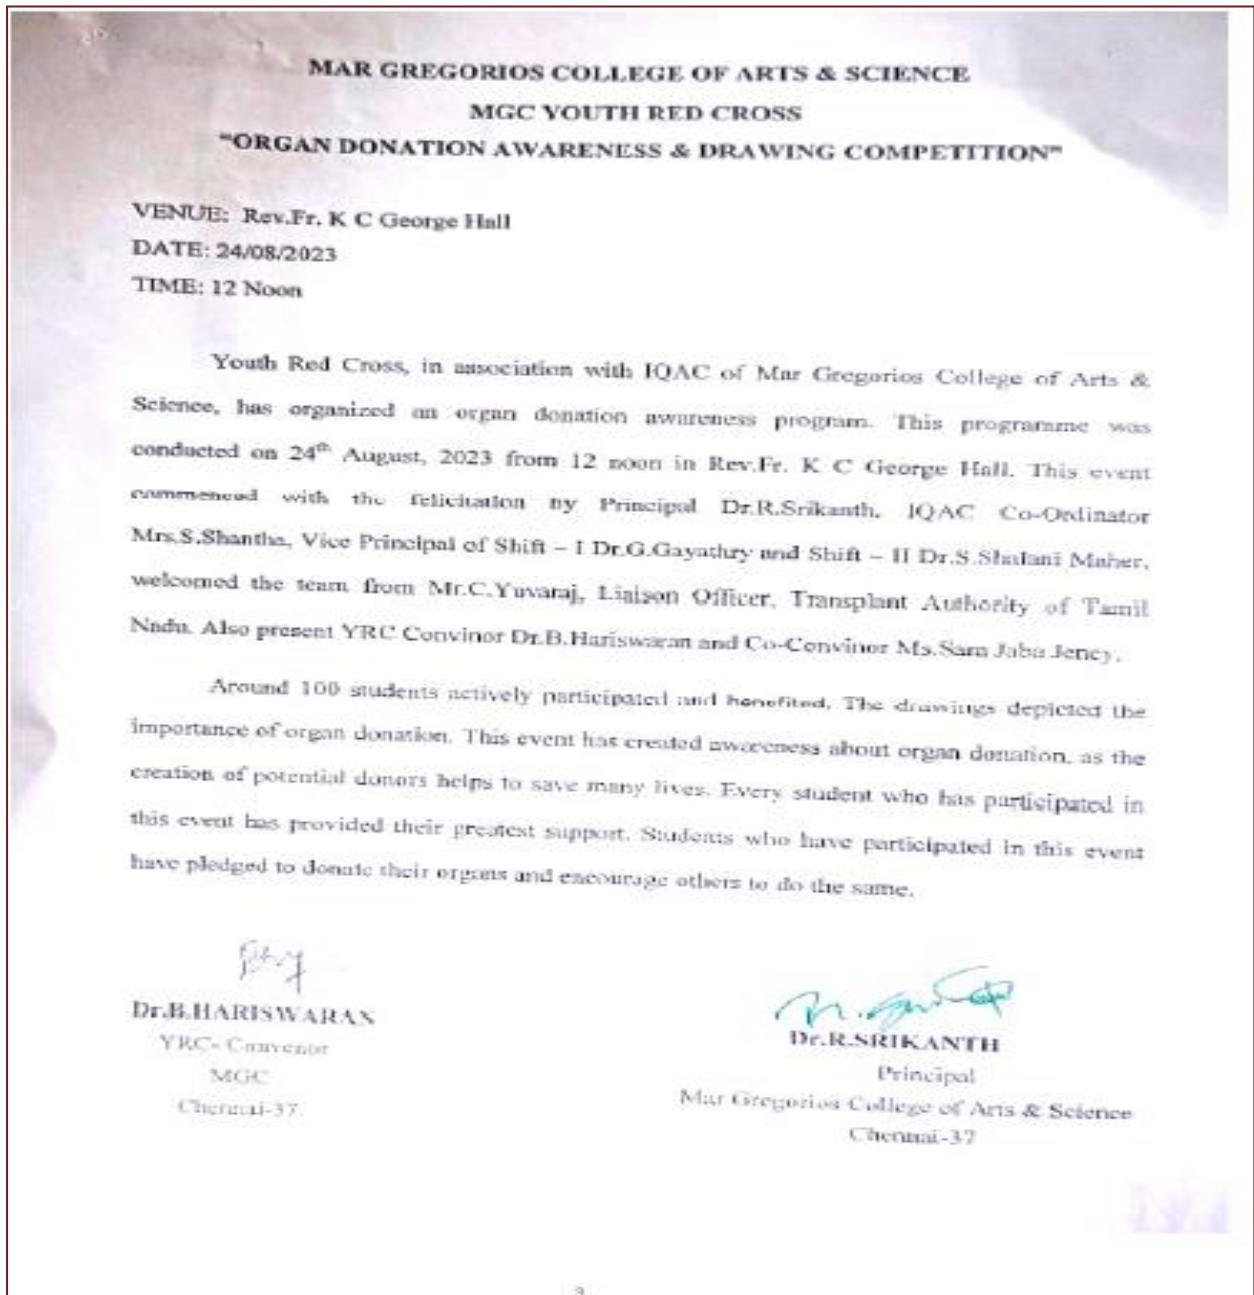 MAR GREGORIOS COLLEGE OF ARTS & SCIENCE
MGC YOUTH RED CROSS
"ORGAN DONATION AWARENESS & DRAWING COMPETITION"
VENUE: Rev.Fr. K C George Hall
DATE: 24/08/2023
TIME: 12 Noon
Youth Red Cross, in association with IQAC of Mar Gregorios College of Arts &
Science, has organized an organ donation awareness program. This programme was
conducted on 24th August, 2023 from 12 noon in Rev.Fr. K C George Hall. This event
commenced with the felicitation by Principal Dr.R.Srikanth, IQAC Co-Ordinator
Mrs.S.Shantha, Vice Principal of Shift – I Dr.G.Gayathry and Shift – II Dr.S.Shalani Maher,
welcomed the team from Mr.C.Yuvaraj, Liaison Officer, Transplant Authority of Tamil
Nadu. Also present YRC Convinor Dr.B.Hariswaran and Co-Convinor Ms.Sam Jaba Jency.
Around 100 students actively participated and benefited. The drawings depicted the
importance of organ donation. This event has created awareness about organ donation, as the
creation of potential donors helps to save many lives. Every student who has participated in
this event has provided their greatest support. Students who have participated in this event
have pledged to donate their organs and encourage others to do the same.
Dr.B.HARISWARAN
YRC- Convenor
MGC
Chennai-37
Dr.R.SRIKANTH
Principal
Mar Gregorios College of Arts & Science
Chennai-37
3